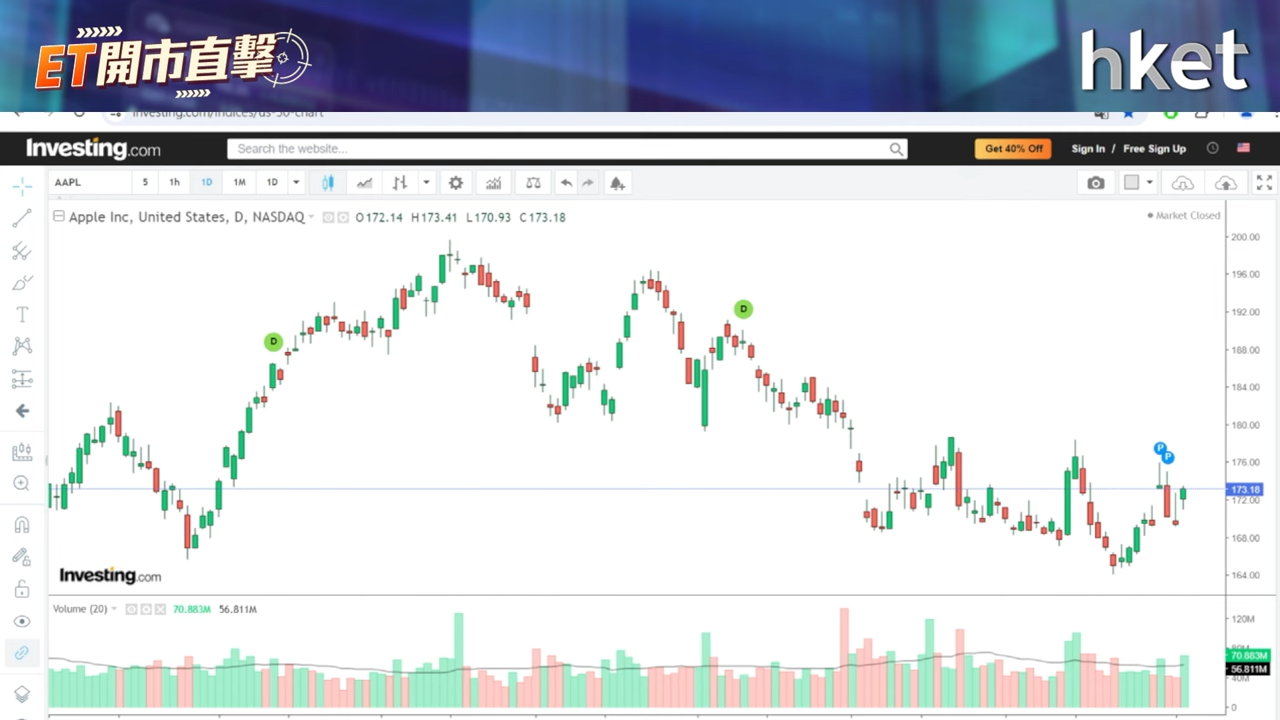 ET開市直擊
hket
investing.com/indices/us-30-chart
Investing.com
Search the website...
Get 40% Off
Sign In / Free Sign Up
AAPL 5 1h 1D 1M 1D
Apple Inc, United States, D, NASDAQ O172.14 H173.41 L170.93 C173.18
Market Closed
200.00
196.00
192.00
188.00
184.00
180.00
176.00
173.18
172.00
168.00
164.00
D
D
P
P
T
Investing.com
Volume (20) 70.883M 56.811M
120M
80M
70.883M
56.811M
40M
0